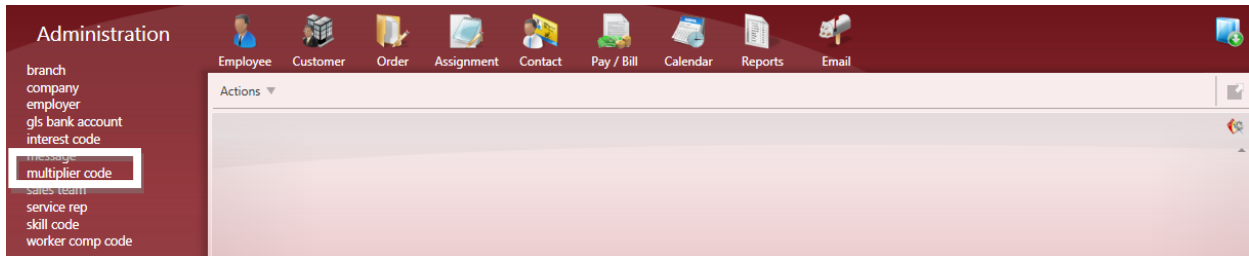 Administration
Employee Customer Order Assignment Contact Pay / Bill Calendar Reports Email
branch
company
employer
gls bank account
interest code
message
multiplier code
sales team
service rep
skill code
worker comp code
Actions